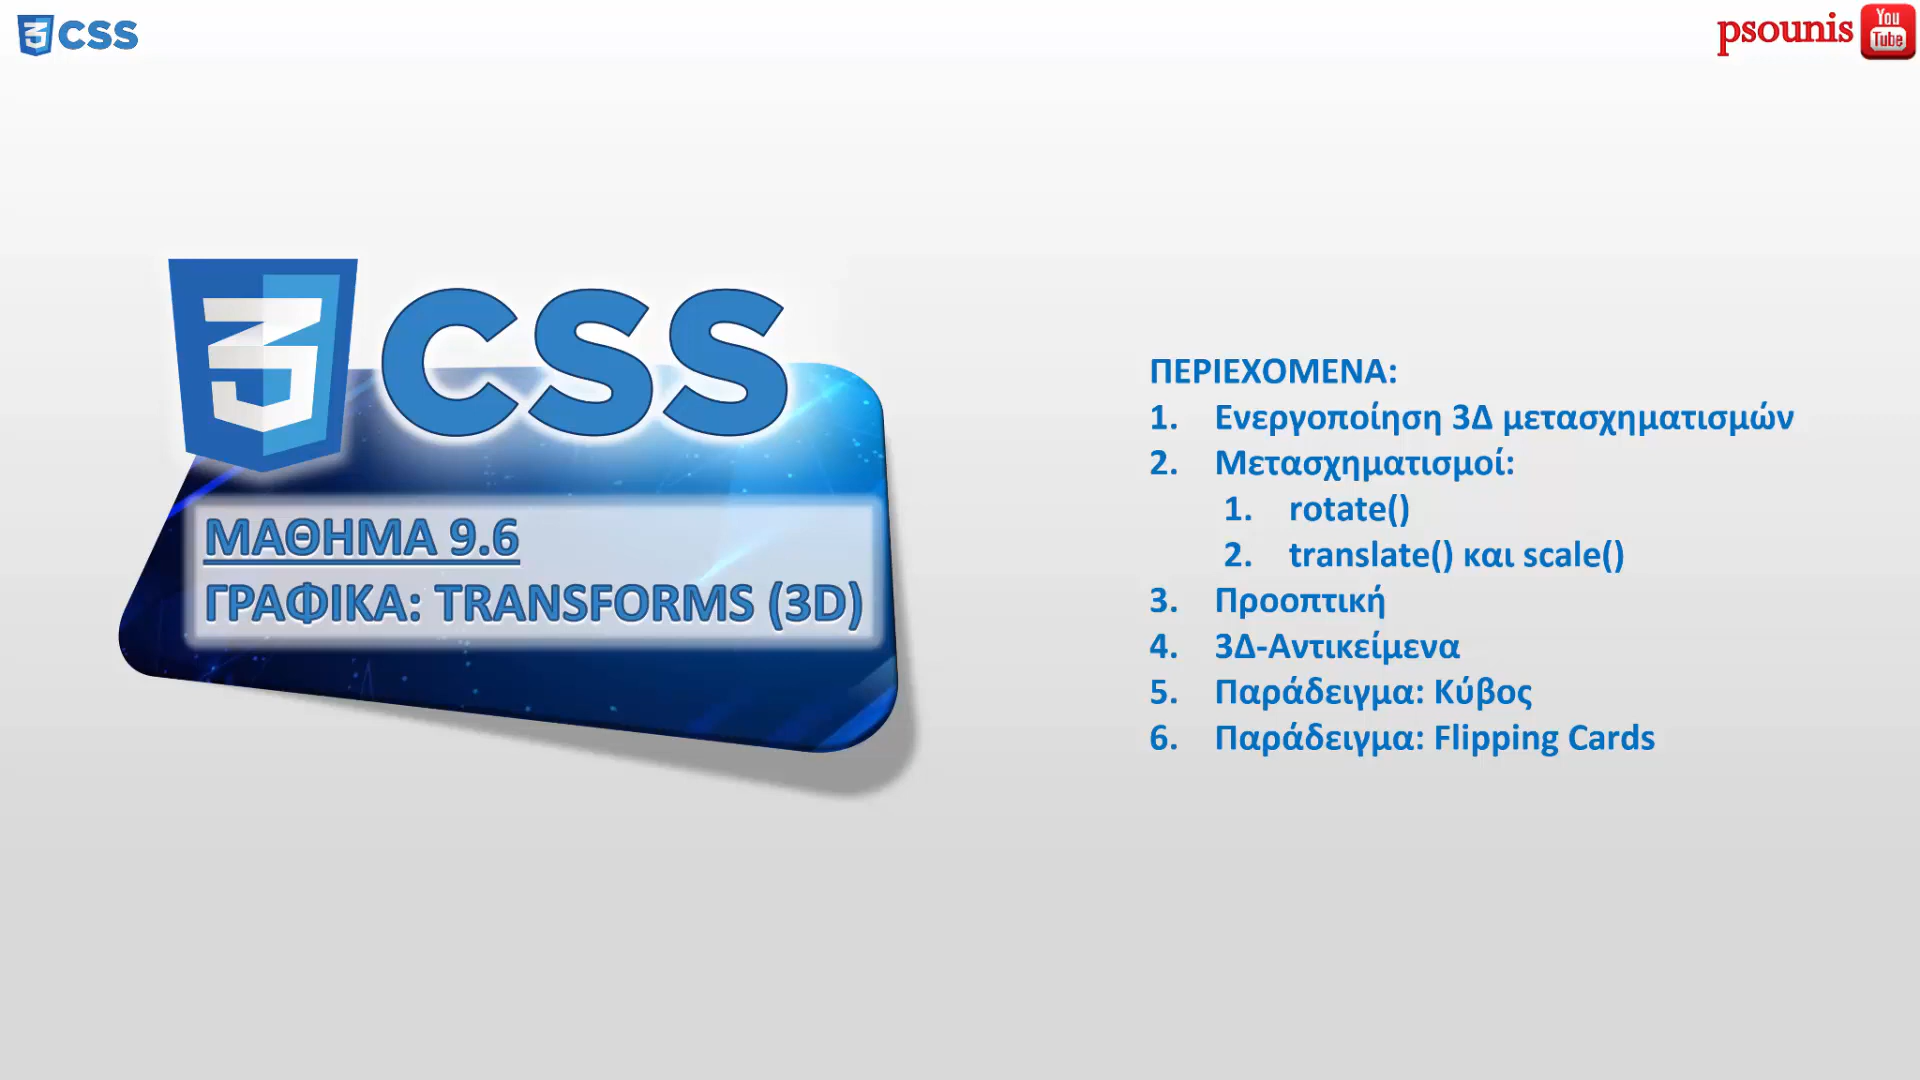 CSS
psounis
You
Tube
CSS
ΜΑΘΗΜΑ 9.6
ΓΡΑΦΙΚΑ: TRANSFORMS (3D)
ΠΕΡΙΕΧΟΜΕΝΑ:
1. Ενεργοποίηση 3Δ μετασχηματισμών
2. Μετασχηματισμοί:
1. rotate()
2. translate() και scale()
3. Προοπτική
4. 3Δ-Αντικείμενα
5. Παράδειγμα: Κύβος
6. Παράδειγμα: Flipping Cards